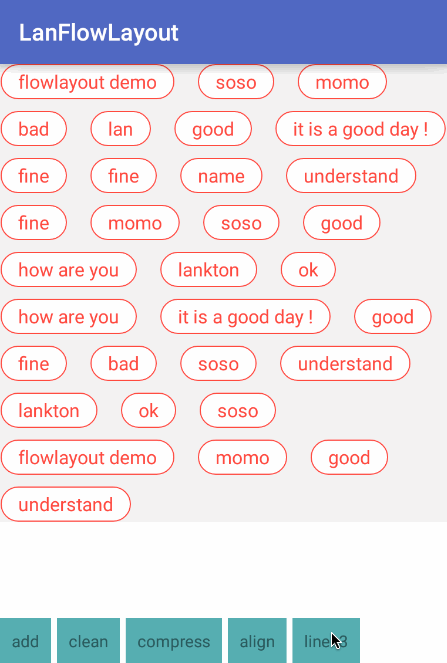 LanFlowLayout
flowlayout demo soso momo
bad lan good it is a good day !
fine fine name understand
fine momo soso good
how are you lankton ok
how are you it is a good day ! good
fine bad soso understand
lankton ok soso
flowlayout demo momo good
understand
add clean compress align